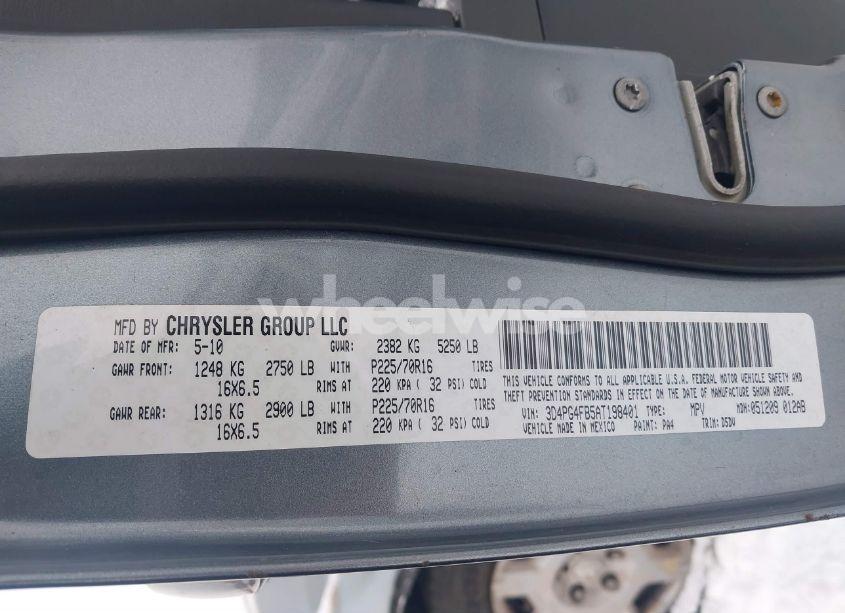 MFD BY CHRYSLER GROUP LLC
DATE OF MFR: 5-10 GVWR: 2382 KG 5250 LB
GAWR FRONT: 1248 KG 2750 LB WITH P225/70R16 TIRES
16X6.5 RIMS AT 220 KPA ( 32 PSI) COLD
GAWR REAR: 1316 KG 2900 LB WITH P225/70R16 TIRES
16X6.5 RIMS AT 220 KPA ( 32 PSI) COLD
THIS VEHICLE CONFORMS TO ALL APPLICABLE U.S.A. FEDERAL MOTOR VEHICLE SAFETY AND
THEFT PREVENTION STANDARDS IN EFFECT ON THE DATE OF MANUFACTURE SHOWN ABOVE.
VIN: 3D4PG4FB5AT198401 TYPE: MPV MDH: 051209 012AB
VEHICLE MADE IN MEXICO PAINT: PA4 TRIM: D5DV
wheelwise